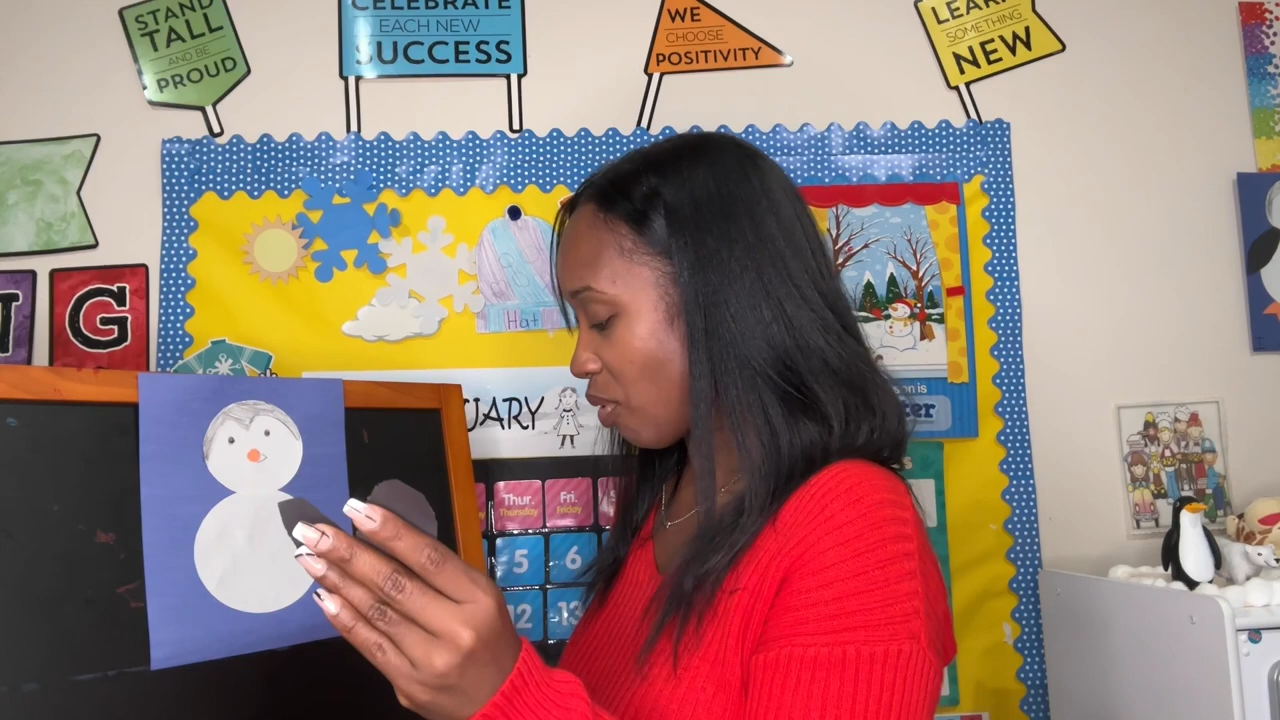 STAND
TALL
AND BE
PROUD
CELEBRATE
EACH NEW
SUCCESS
WE
CHOOSE
POSITIVITY
LEARN
SOMETHING
NEW
G
Hat
UARY
Thur.
Thursday
Fri.
Friday
5
6
12
13
son is
ter